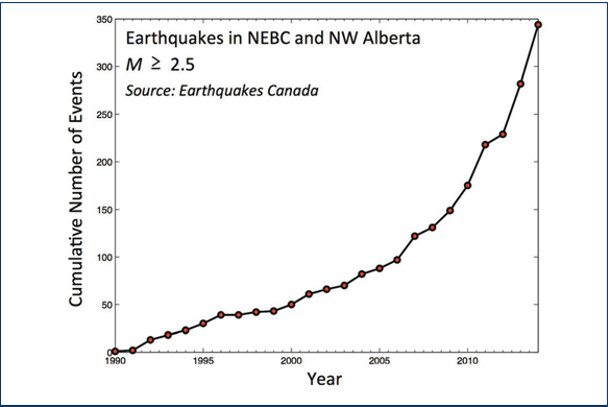 350
Earthquakes in NEBC and NW Alberta
M ≥ 2.5
300
Source: Earthquakes Canada
250
200
150
100
50
0
1990 1995 2000 2005 2010
Cumulative Number of Events
Year